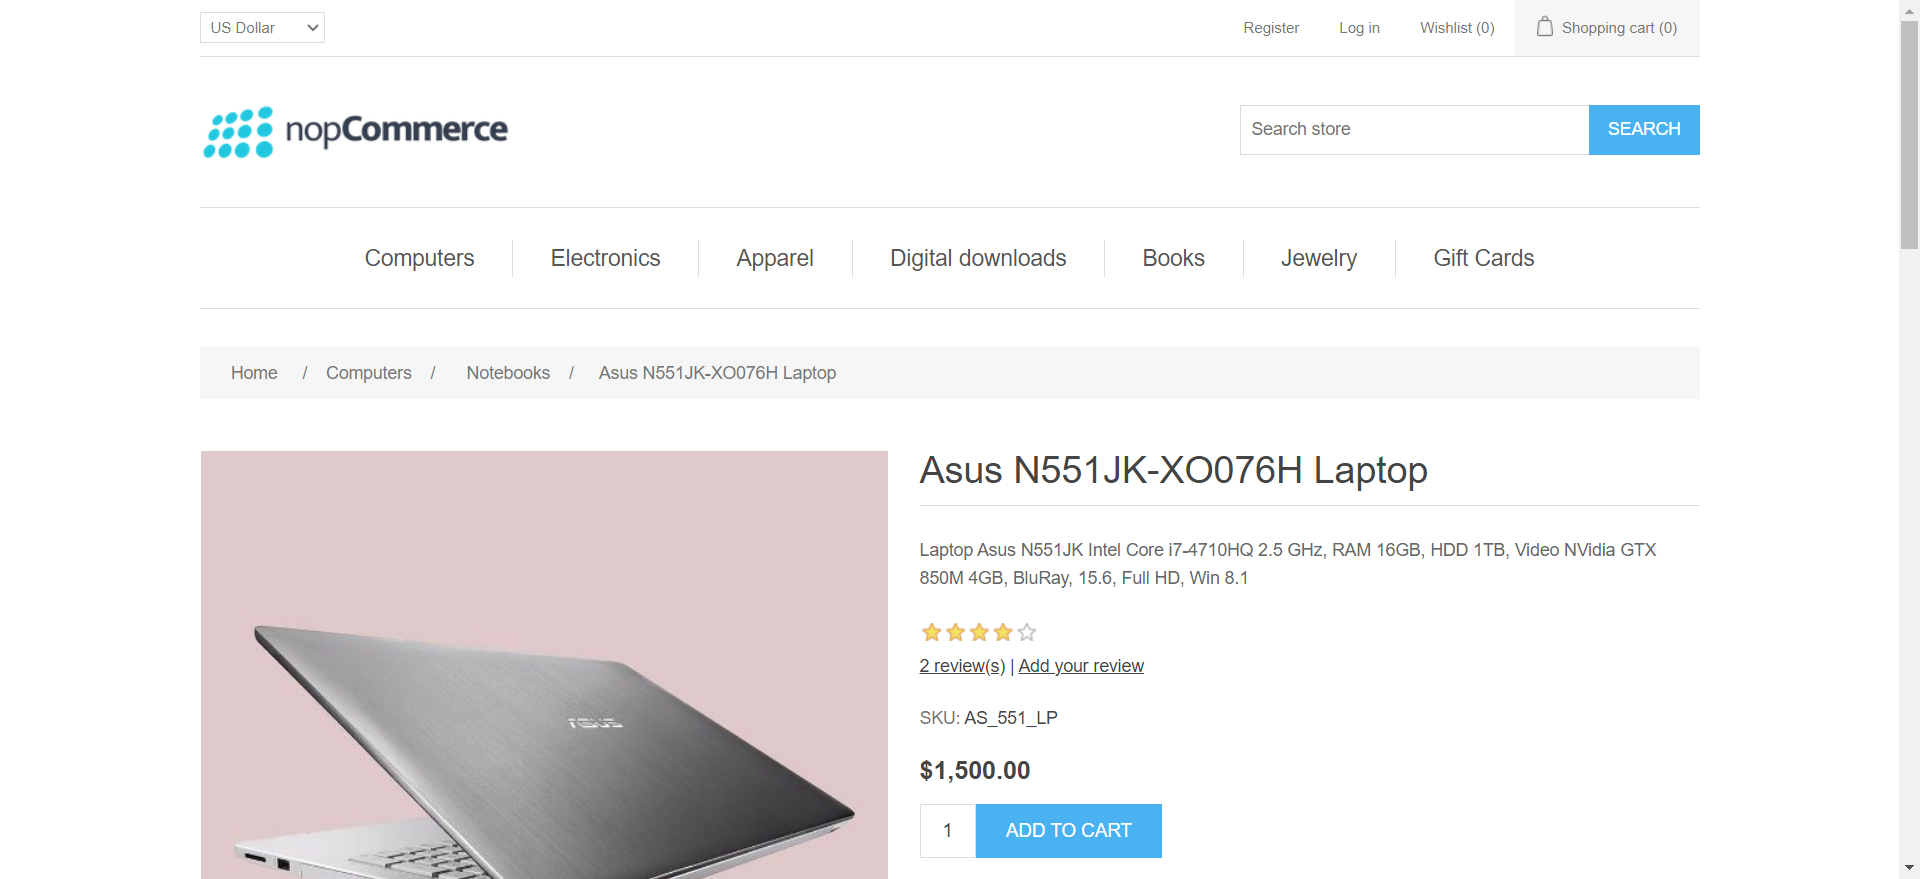 US Dollar
Register
Log in
Wishlist (0)
Shopping cart (0)
nopCommerce
Search store
SEARCH
Computers
Electronics
Apparel
Digital downloads
Books
Jewelry
Gift Cards
Home / Computers / Notebooks / Asus N551JK-XO076H Laptop
Asus N551JK-XO076H Laptop
Laptop Asus N551JK Intel Core i7-4710HQ 2.5 GHz, RAM 16GB, HDD 1TB, Video NVidia GTX
850M 4GB, BluRay, 15.6, Full HD, Win 8.1
2 review(s) | Add your review
SKU: AS_551_LP
$1,500.00
1
ADD TO CART
ASUS